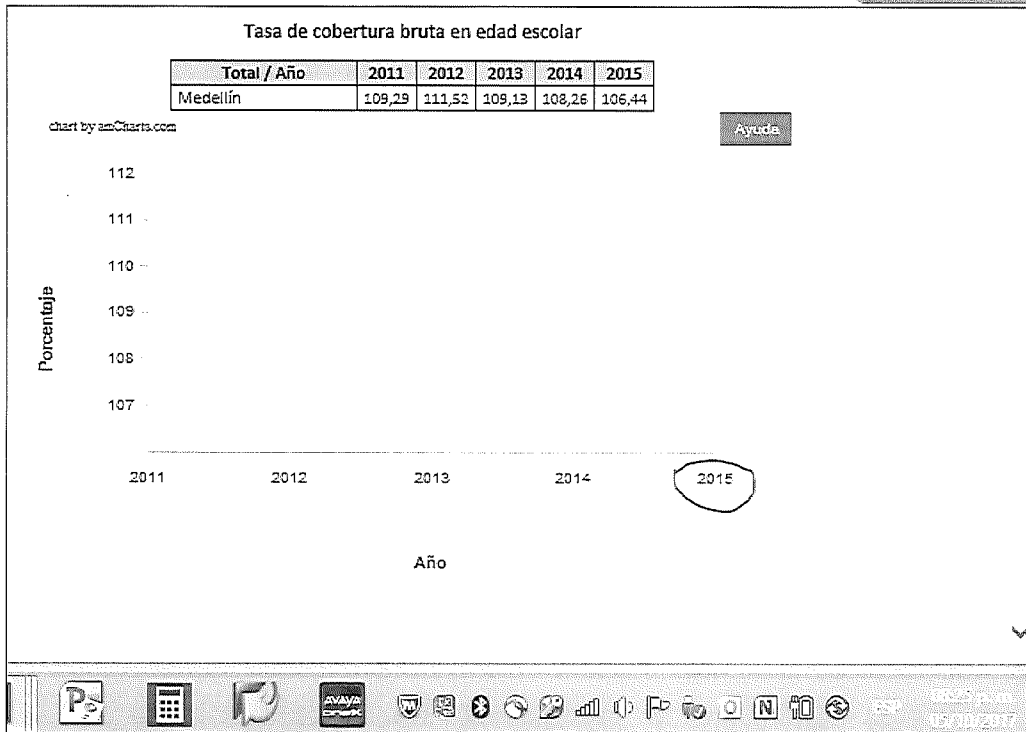 Tasa de cobertura bruta en edad escolar
Total / Año 2011 2012 2013 2014 2015
Medellín 109,29 111,52 109,13 108,26 106,44
chart by amCharts.com
Ayuda
112
111
110
109
108
107
Porcentaje
2011 2012 2013 2014 2015
Año
Ps
AVAYA
N
ESP